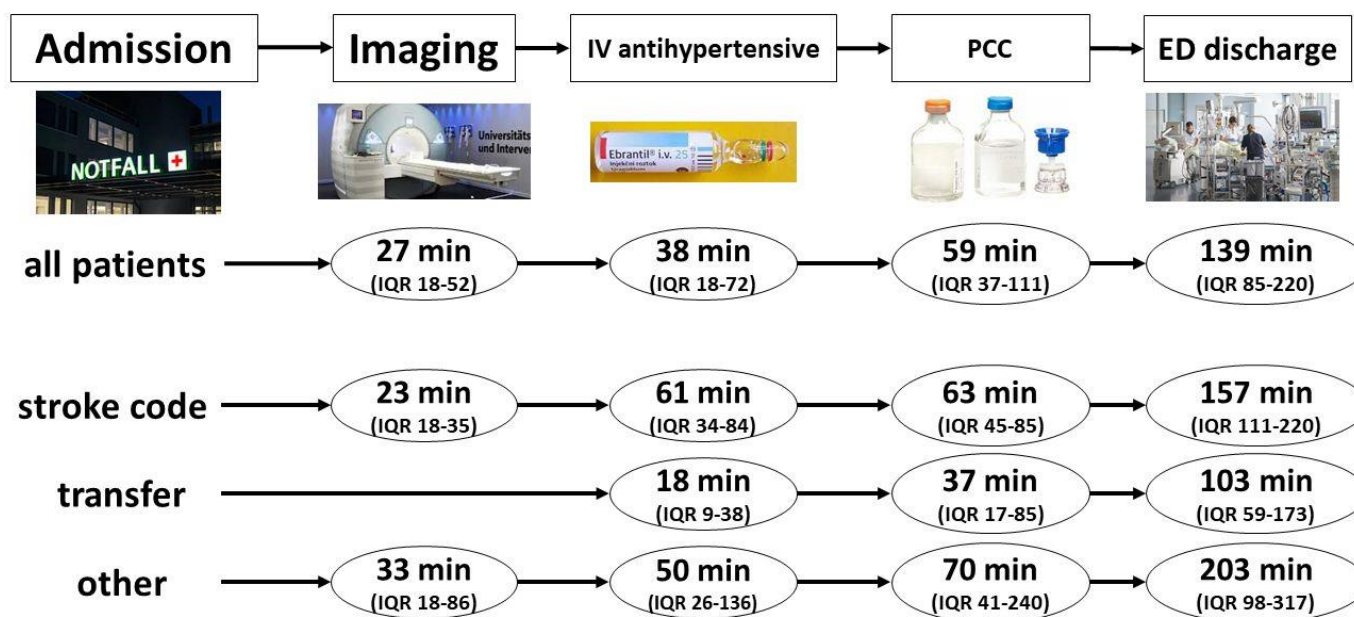 Admission
Imaging
IV antihypertensive
PCC
ED discharge
NOTFALL
Universitäts
und Interven
Ebrantil® i.v. 25
Injekční roztok
all patients
27 min
(IQR 18-52)
38 min
(IQR 18-72)
59 min
(IQR 37-111)
139 min
(IQR 85-220)
stroke code
23 min
(IQR 18-35)
61 min
(IQR 34-84)
63 min
(IQR 45-85)
157 min
(IQR 111-220)
transfer
18 min
(IQR 9-38)
37 min
(IQR 17-85)
103 min
(IQR 59-173)
other
33 min
(IQR 18-86)
50 min
(IQR 26-136)
70 min
(IQR 41-240)
203 min
(IQR 98-317)